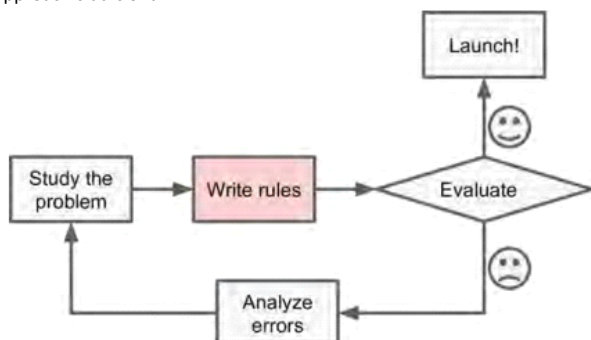 Launch!
Study the
problem
Write rules
Evaluate
Analyze
errors